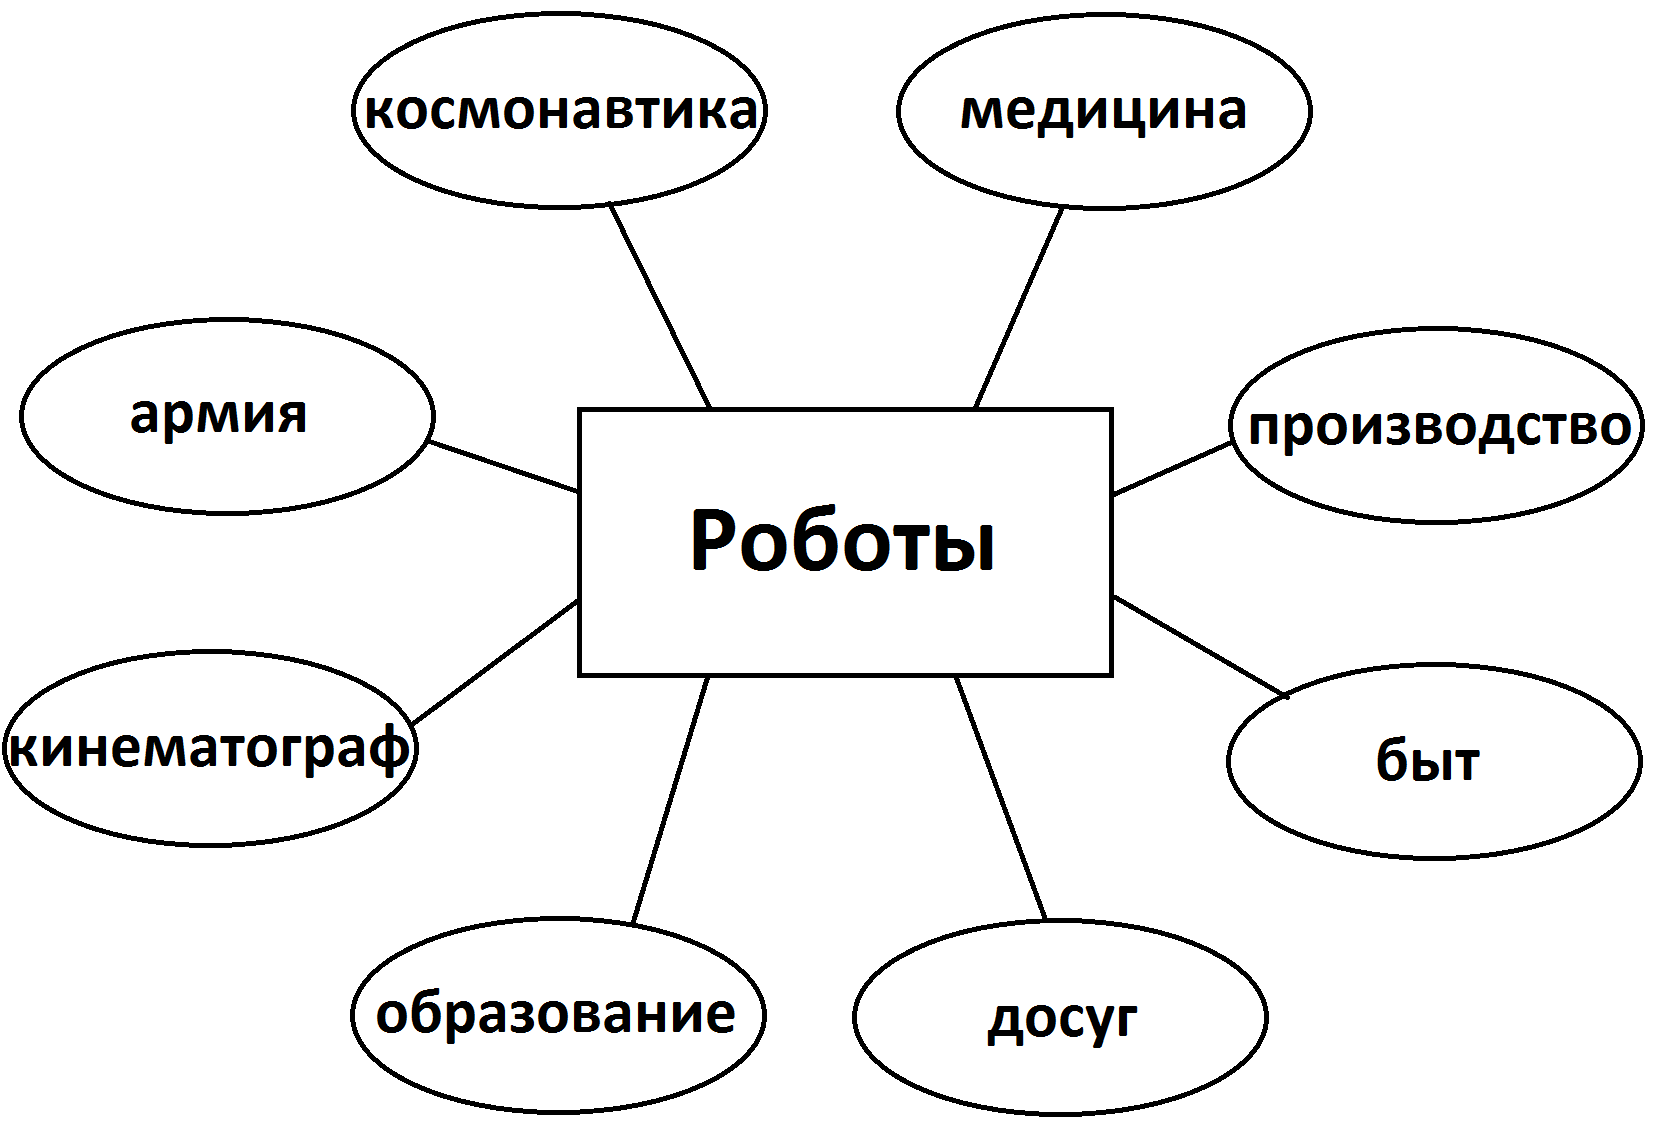 космонавтика
медицина
армия
производство
Роботы
кинематограф
быт
образование
досуг